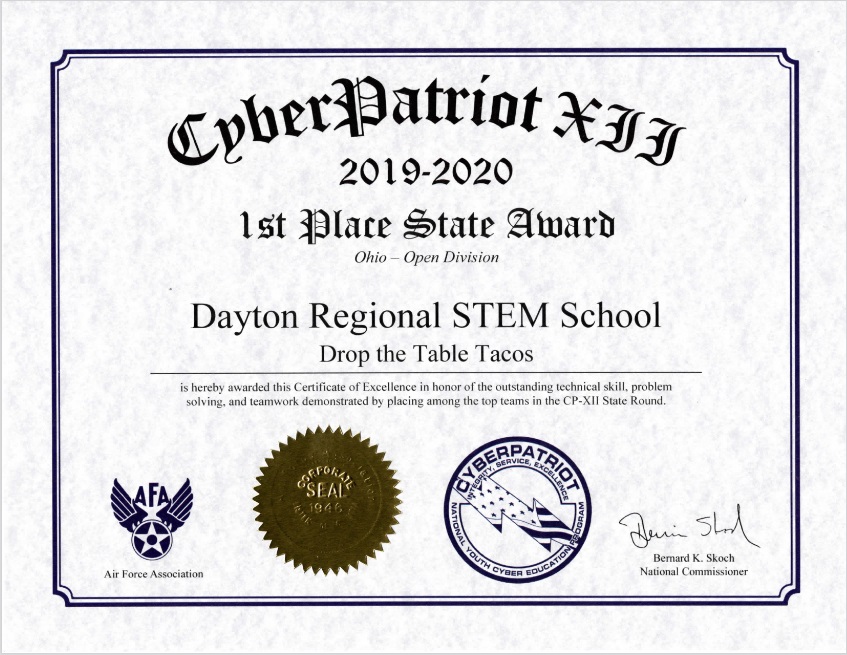 CyberPatriot XII
2019-2020
1st Place State Award
Ohio – Open Division
Dayton Regional STEM School
Drop the Table Tacos
is hereby awarded this Certificate of Excellence in honor of the outstanding technical skill, problem
solving, and teamwork demonstrated by placing among the top teams in the CP-XII State Round.
AFA
Air Force Association
CORPORATE
SEAL
1946
CYBERPATRIOT
INTEGRITY, SERVICE, EXCELLENCE
NATIONAL YOUTH CYBER EDUCATION PROGRAM
Bernard K. Skoch
National Commissioner